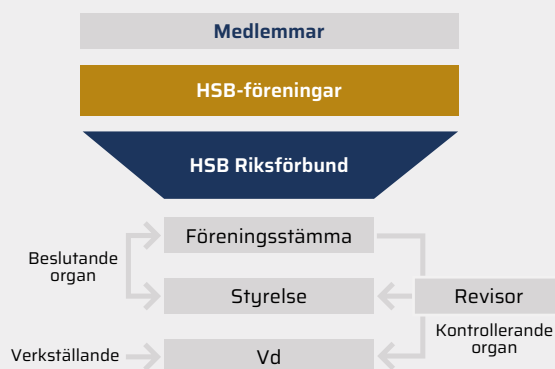 Medlemmar
HSB-föreningar
HSB Riksförbund
Föreningsstämma
Beslutande
organ
Styrelse
Revisor
Kontrollerande
organ
Verkställande
Vd